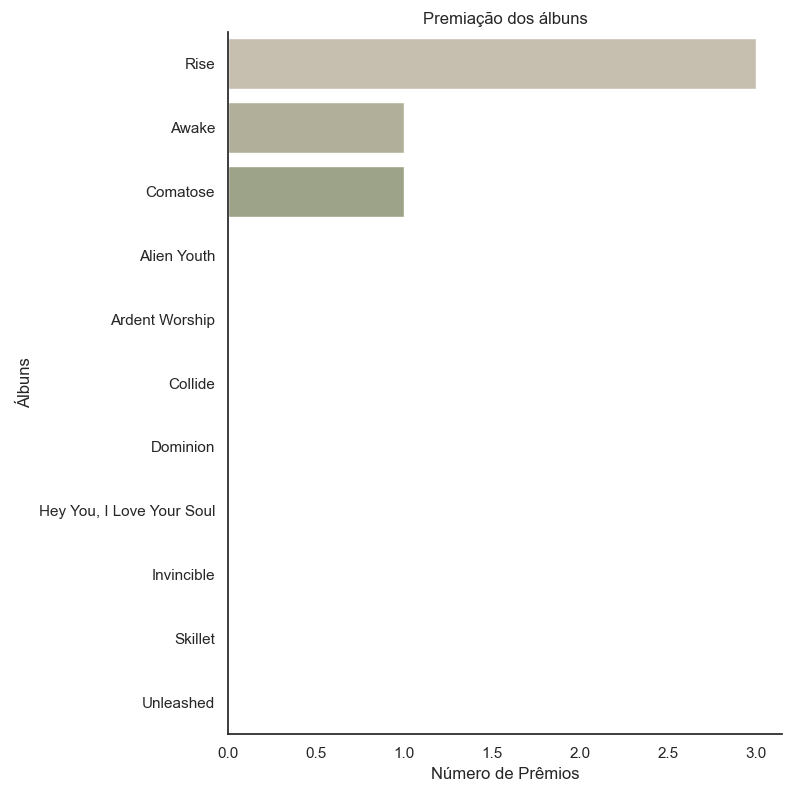 Premiação dos álbuns
Rise
Awake
Comatose
Alien Youth
Ardent Worship
Collide
Dominion
Hey You, I Love Your Soul
Invincible
Skillet
Unleashed
Álbuns
0.0 0.5 1.0 1.5 2.0 2.5 3.0
Número de Prêmios